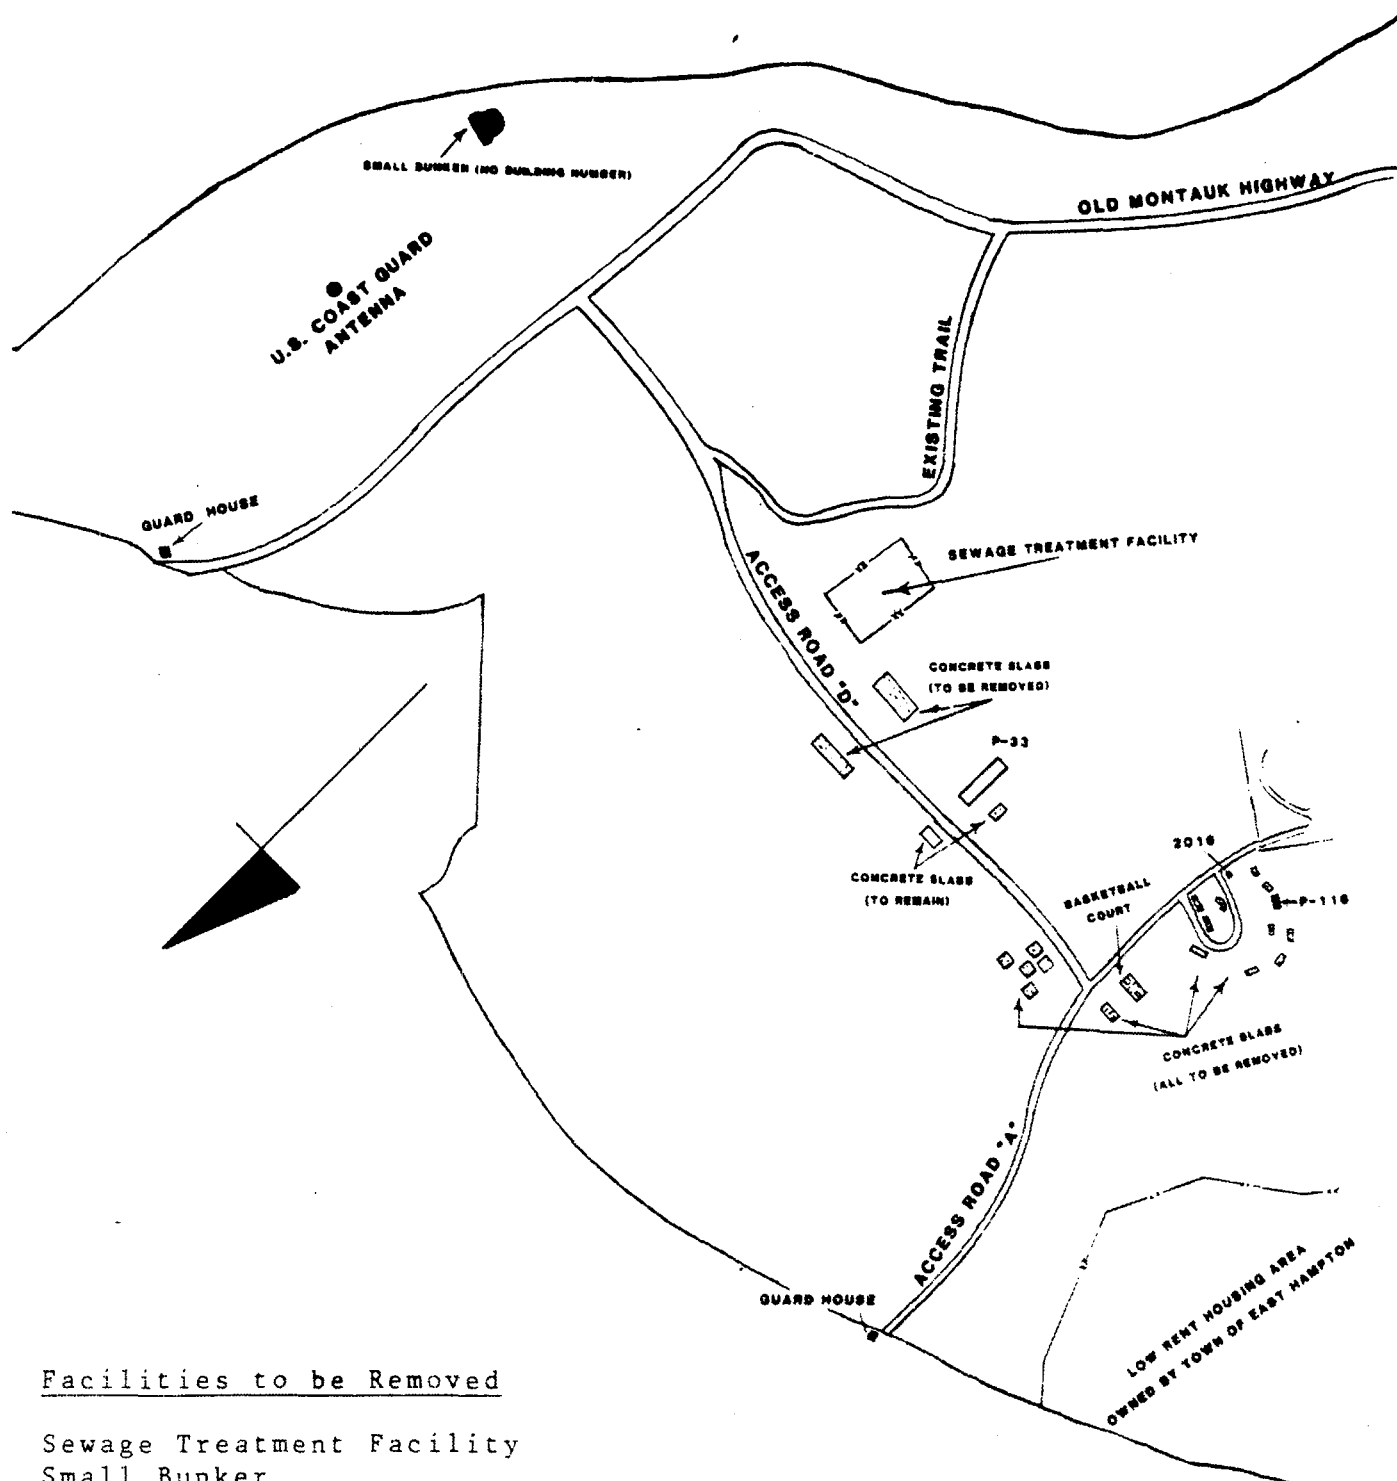 SMALL BUNKER (NO BUILDING NUMBER)
OLD MONTAUK HIGHWAY
U.S. COAST GUARD
ANTENNA
EXISTING TRAIL
GUARD HOUSE
SEWAGE TREATMENT FACILITY
ACCESS ROAD "D"
CONCRETE SLABS
(TO BE REMOVED)
P-33
2016
CONCRETE SLABS
(TO REMAIN)
BASKETBALL
COURT
P-116
CONCRETE SLABS
(ALL TO BE REMOVED)
ACCESS ROAD "A"
GUARD HOUSE
LOW RENT HOUSING AREA
OWNED BY TOWN OF EAST HAMPTON
Facilities to be Removed
Sewage Treatment Facility
Small Bunker